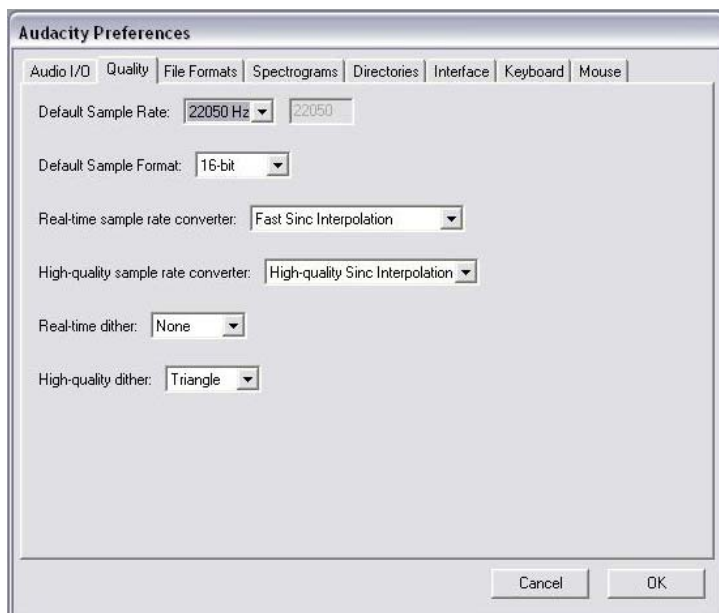 Audacity Preferences
Audio I/O Quality File Formats Spectrograms Directories Interface Keyboard Mouse
Default Sample Rate: 22050 Hz 22050
Default Sample Format: 16-bit
Real-time sample rate converter: Fast Sinc Interpolation
High-quality sample rate converter: High-quality Sinc Interpolation
Real-time dither: None
High-quality dither: Triangle
Cancel OK